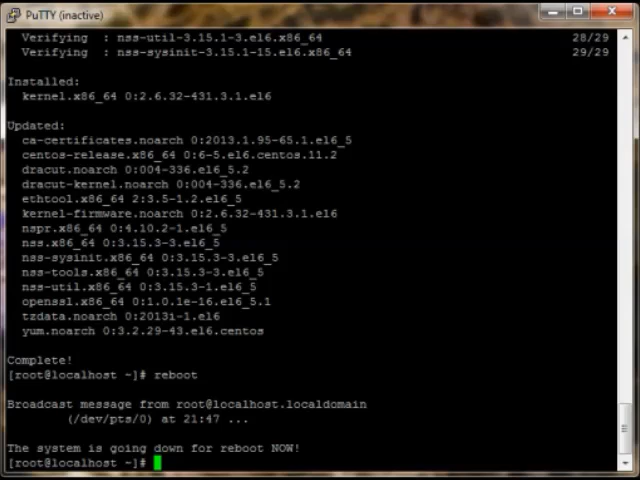 PuTTY (inactive)
Verifying : nss-util-3.15.1-3.el6.x86_64 28/29
Verifying : nss-sysinit-3.15.1-15.el6.x86_64 29/29
Installed:
kernel.x86_64 0:2.6.32-431.3.1.el6
Updated:
ca-certificates.noarch 0:2013.1.95-65.1.el6_5
centos-release.x86_64 0:6-5.el6.centos.11.2
dracut.noarch 0:004-336.el6_5.2
dracut-kernel.noarch 0:004-336.el6_5.2
ethtool.x86_64 2:3.5-1.2.el6_5
kernel-firmware.noarch 0:2.6.32-431.3.1.el6
nspr.x86_64 0:4.10.2-1.el6_5
nss.x86_64 0:3.15.3-3.el6_5
nss-sysinit.x86_64 0:3.15.3-3.el6_5
nss-tools.x86_64 0:3.15.3-3.el6_5
nss-util.x86_64 0:3.15.3-1.el6_5
openssl.x86_64 0:1.0.1e-16.el6_5.1
tzdata.noarch 0:2013i-1.el6
yum.noarch 0:3.2.29-43.el6.centos
Complete!
[root@localhost ~]# reboot
Broadcast message from root@localhost.localdomain
(/dev/pts/0) at 21:47 ...
The system is going down for reboot NOW!
[root@localhost ~]#